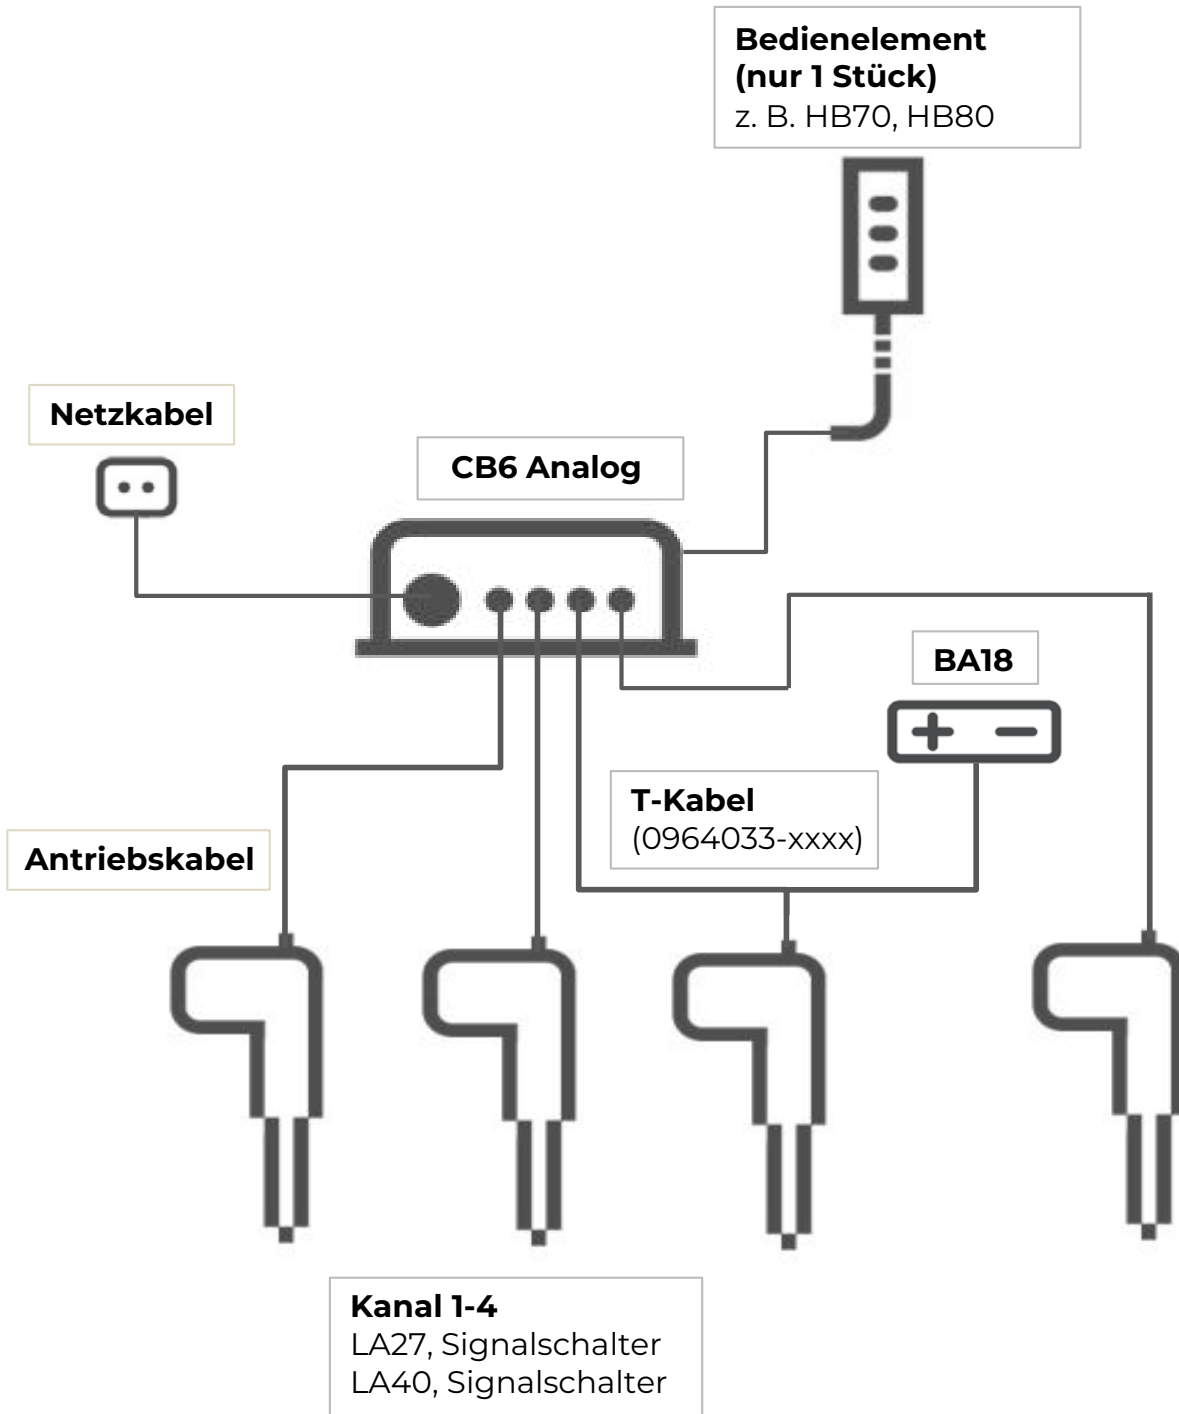 Bedienelement
(nur 1 Stück)
z. B. HB70, HB80
Netzkabel
CB6 Analog
BA18
T-Kabel
(0964033-xxxx)
Antriebskabel
Kanal 1-4
LA27, Signalschalter
LA40, Signalschalter